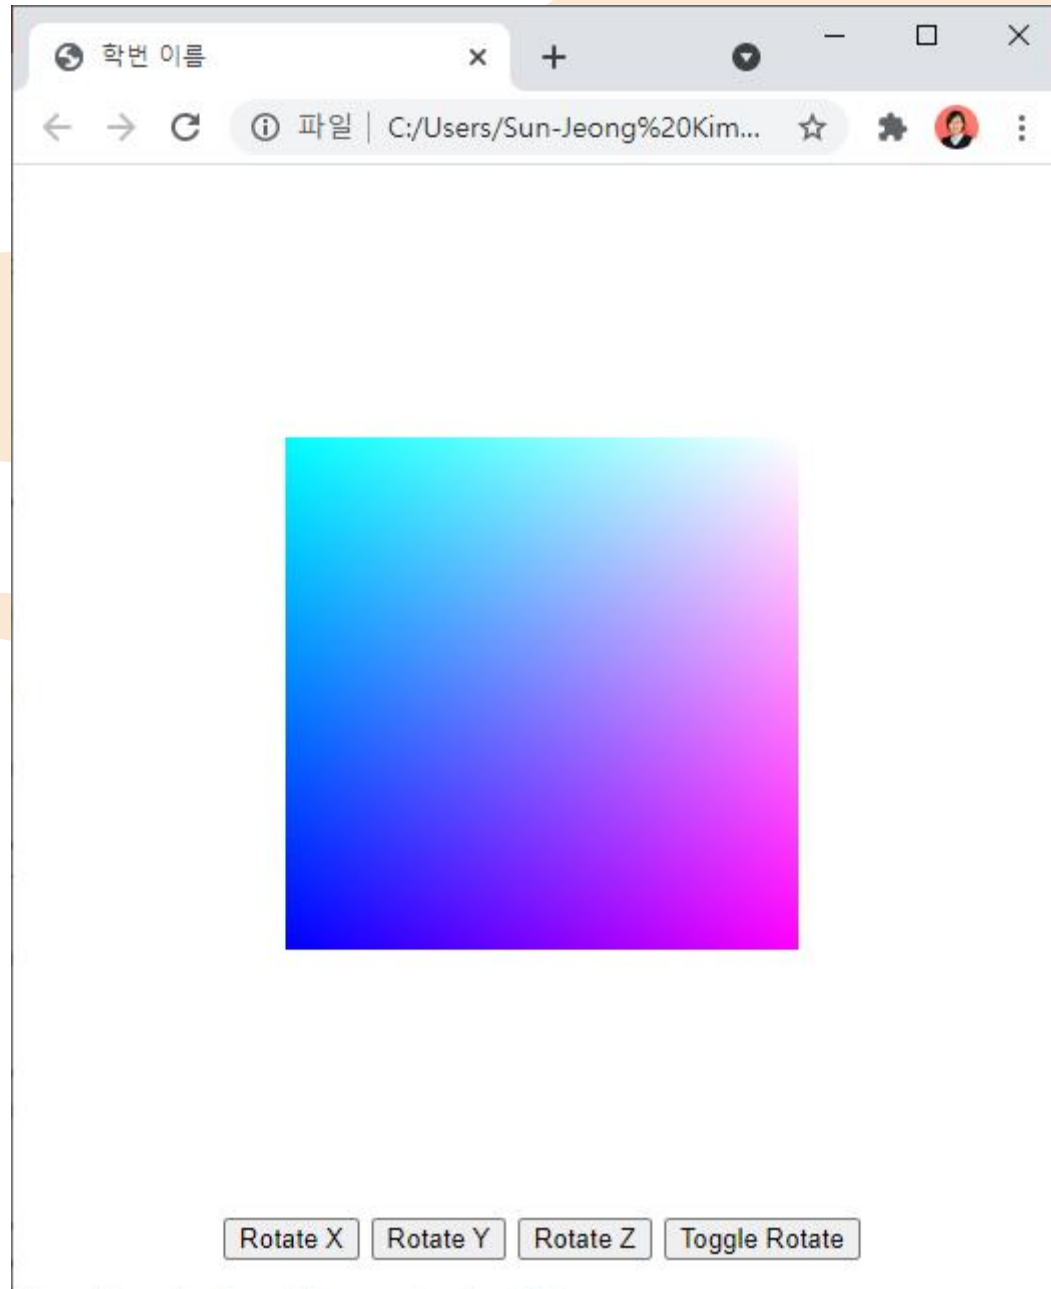 학번 이름
파일 C:/Users/Sun-Jeong%20Kim...
Rotate X Rotate Y Rotate Z Toggle Rotate